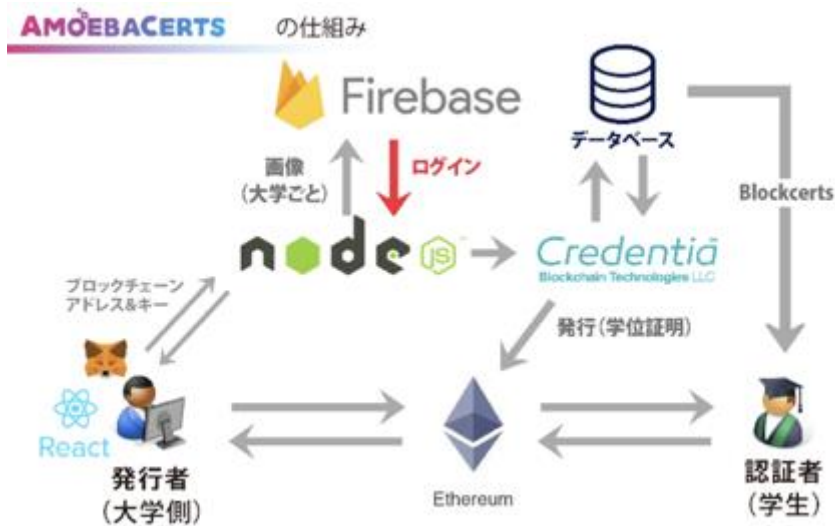 AMOEBACERTS の仕組み
Firebase
データベース
画像
(大学ごと)
ログイン
Blockcerts
node
JS
Credentia
Blockchain Technologies LLC
ブロックチェーン
アドレス&キー
発行(学位証明)
React
発行者
(大学側)
Ethereum
認証者
(学生)